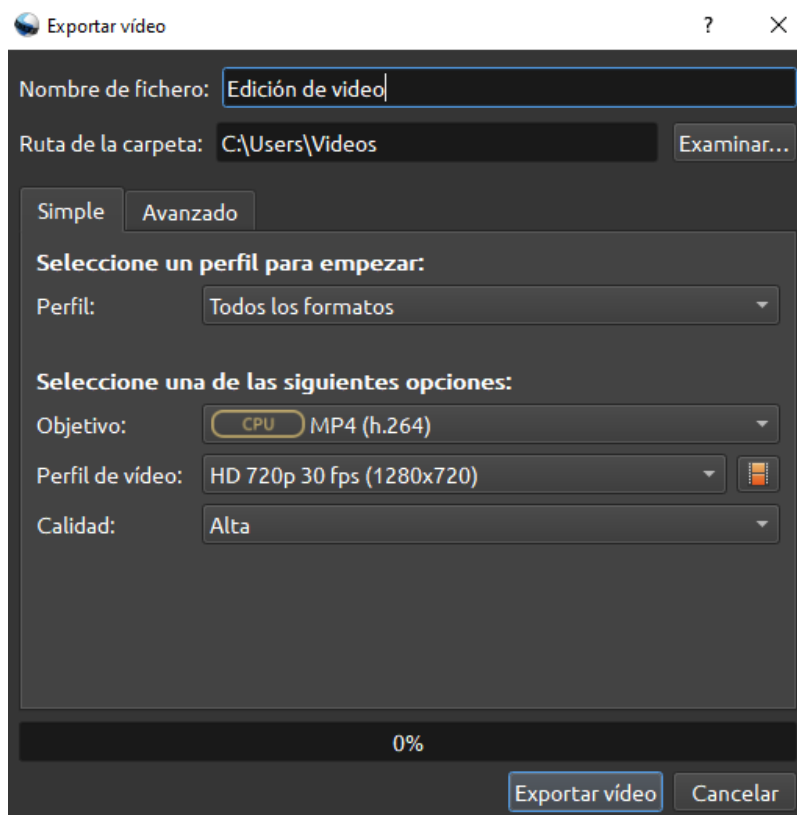 Exportar vídeo ?
Nombre de fichero: Edición de video
Ruta de la carpeta: C:\Users\Videos Examinar...
Simple Avanzado
Seleccione un perfil para empezar:
Perfil: Todos los formatos
Seleccione una de las siguientes opciones:
Objetivo: CPU MP4 (h.264)
Perfil de vídeo: HD 720p 30 fps (1280x720)
Calidad: Alta
0%
Exportar vídeo Cancelar